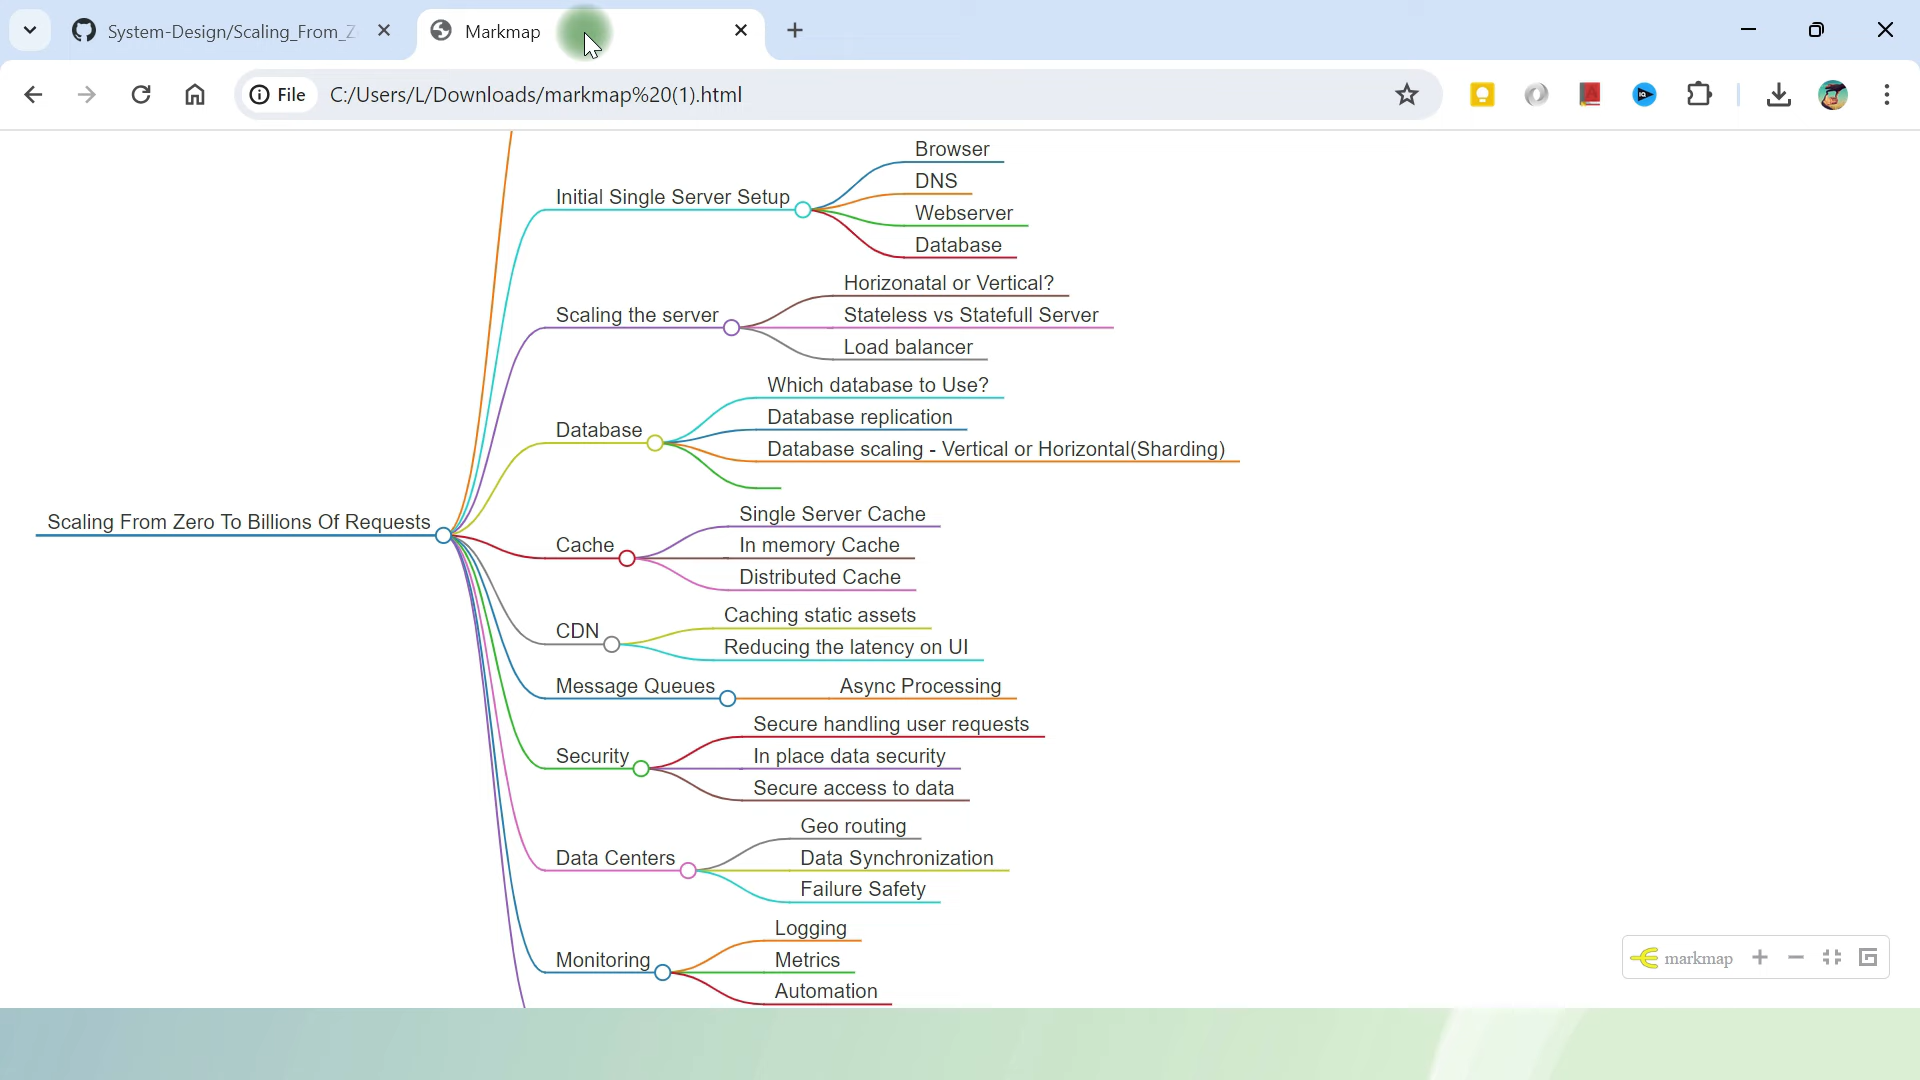 System-Design/Scaling_From_Z
Markmap
File
C:/Users/L/Downloads/markmap%20(1).html
Browser
Initial Single Server Setup
DNS
Webserver
Database
Horizonatal or Vertical?
Scaling the server
Stateless vs Statefull Server
Load balancer
Which database to Use?
Database
Database replication
Database scaling - Vertical or Horizontal(Sharding)
Scaling From Zero To Billions Of Requests
Single Server Cache
Cache
In memory Cache
Distributed Cache
Caching static assets
CDN
Reducing the latency on UI
Message Queues
Async Processing
Secure handling user requests
Security
In place data security
Secure access to data
Geo routing
Data Centers
Data Synchronization
Failure Safety
Logging
Monitoring
Metrics
Automation
markmap